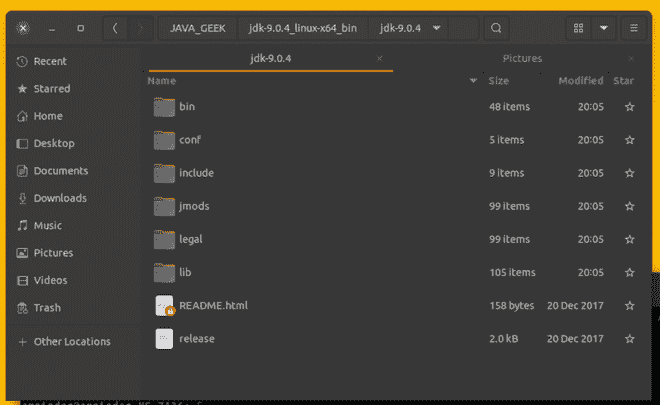 JAVA_GEEK jdk-9.0.4_linux-x64_bin jdk-9.0.4
jdk-9.0.4 Pictures
Name Size Modified Star
Recent
Starred
Home
Desktop
Documents
Downloads
Music
Pictures
Videos
Trash
Other Locations
bin 48 items 20:05
conf 5 items 20:05
include 9 items 20:05
jmods 99 items 20:05
legal 99 items 20:05
lib 105 items 20:05
README.html 158 bytes 20 Dec 2017
release 2.0 kB 20 Dec 2017